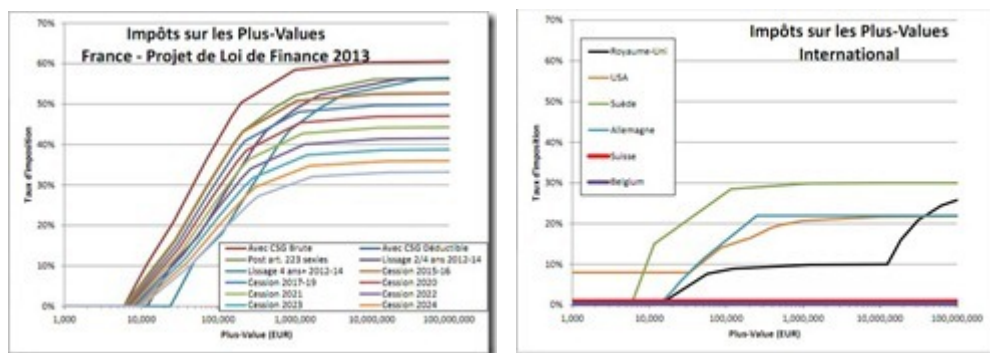 Impôts sur les Plus-Values
France - Projet de Loi de Finance 2013
70%
60%
50%
40%
30%
20%
10%
0%
Taux d'imposition
Avec CSG Brute
Avec CSG Déductible
Post art. 223 sexies
Lissage 2/4 ans 2012-14
Lissage 4 ans+ 2012-14
Cession 2015-16
Cession 2017-19
Cession 2020
Cession 2021
Cession 2022
Cession 2023
Cession 2024
1,000
10,000
100,000
1,000,000
10,000,000
100,000,000
Plus-Value (EUR)
Impôts sur les Plus-Values
International
70%
60%
50%
40%
30%
20%
10%
0%
Taux d'imposition
Royaume-Uni
USA
Suède
Allemagne
Suisse
Belgium
1,000
10,000
100,000
1,000,000
10,000,000
100,000,000
Plus-Value (EUR)